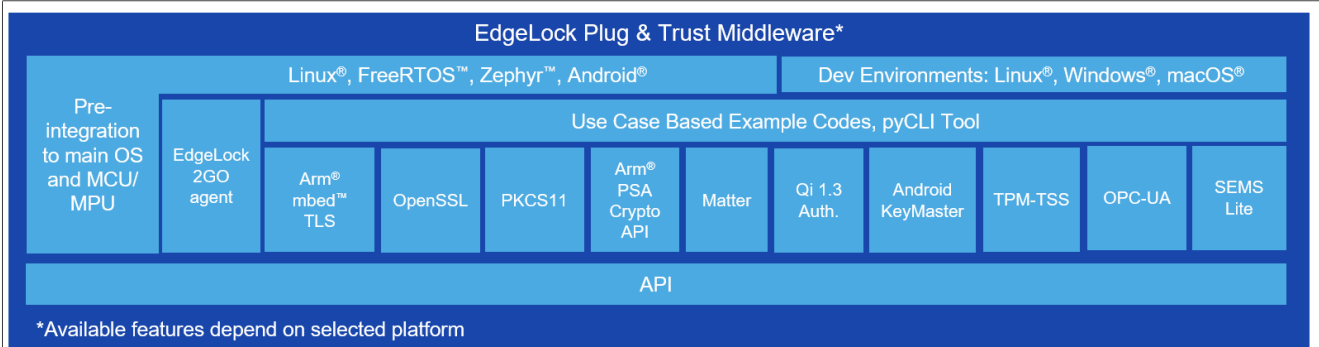 EdgeLock Plug & Trust Middleware*
Linux®, FreeRTOS™, Zephyr™, Android®
Dev Environments: Linux®, Windows®, macOS®
Pre-
integration
to main OS
and MCU/
MPU
EdgeLock
2GO
agent
Use Case Based Example Codes, pyCLI Tool
Arm®
mbed™
TLS
OpenSSL
PKCS11
Arm®
PSA
Crypto
API
Matter
Qi 1.3
Auth.
Android
KeyMaster
TPM-TSS
OPC-UA
SEMS
Lite
API
*Available features depend on selected platform